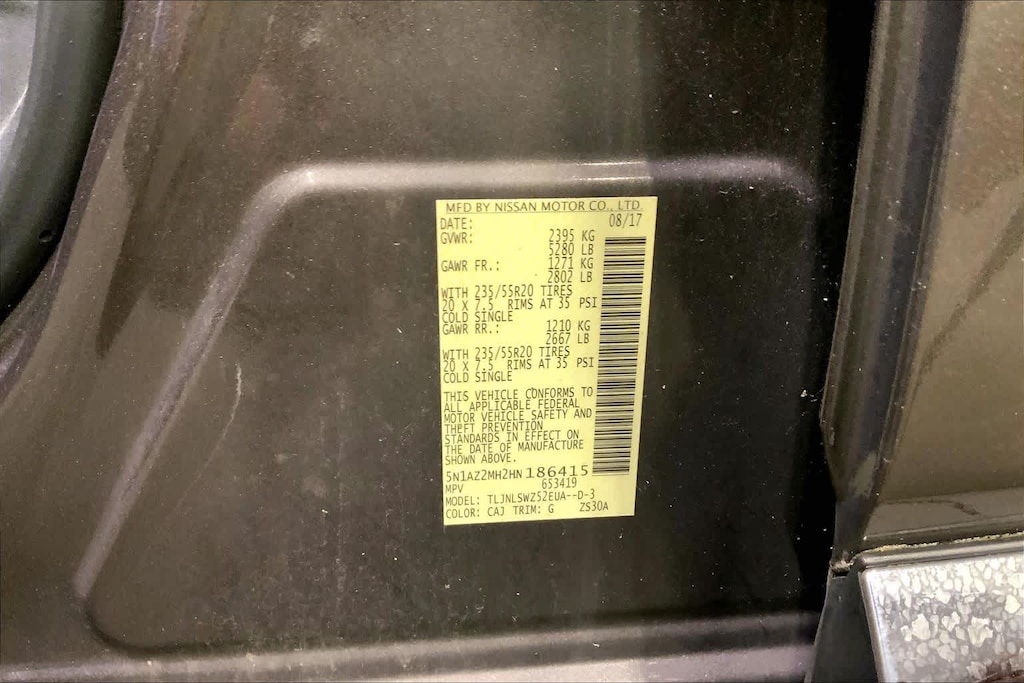 MFD BY NISSAN MOTOR CO., LTD.
DATE: 08/17
GVWR: 2395 KG
5280 LB
GAWR FR.: 1271 KG
2802 LB
WITH 235/55R20 TIRES
20 X 7.5 RIMS AT 35 PSI
COLD SINGLE
GAWR RR.: 1210 KG
2667 LB
WITH 235/55R20 TIRES
20 X 7.5 RIMS AT 35 PSI
COLD SINGLE
THIS VEHICLE CONFORMS TO
ALL APPLICABLE FEDERAL
MOTOR VEHICLE SAFETY AND
THEFT PREVENTION
STANDARDS IN EFFECT ON
THE DATE OF MANUFACTURE
SHOWN ABOVE.
5N1AZ2MH2HN186415
MPV 653419
MODEL: TLJNLSWZ52EUA--D-3
COLOR: CAJ TRIM: G ZS30A